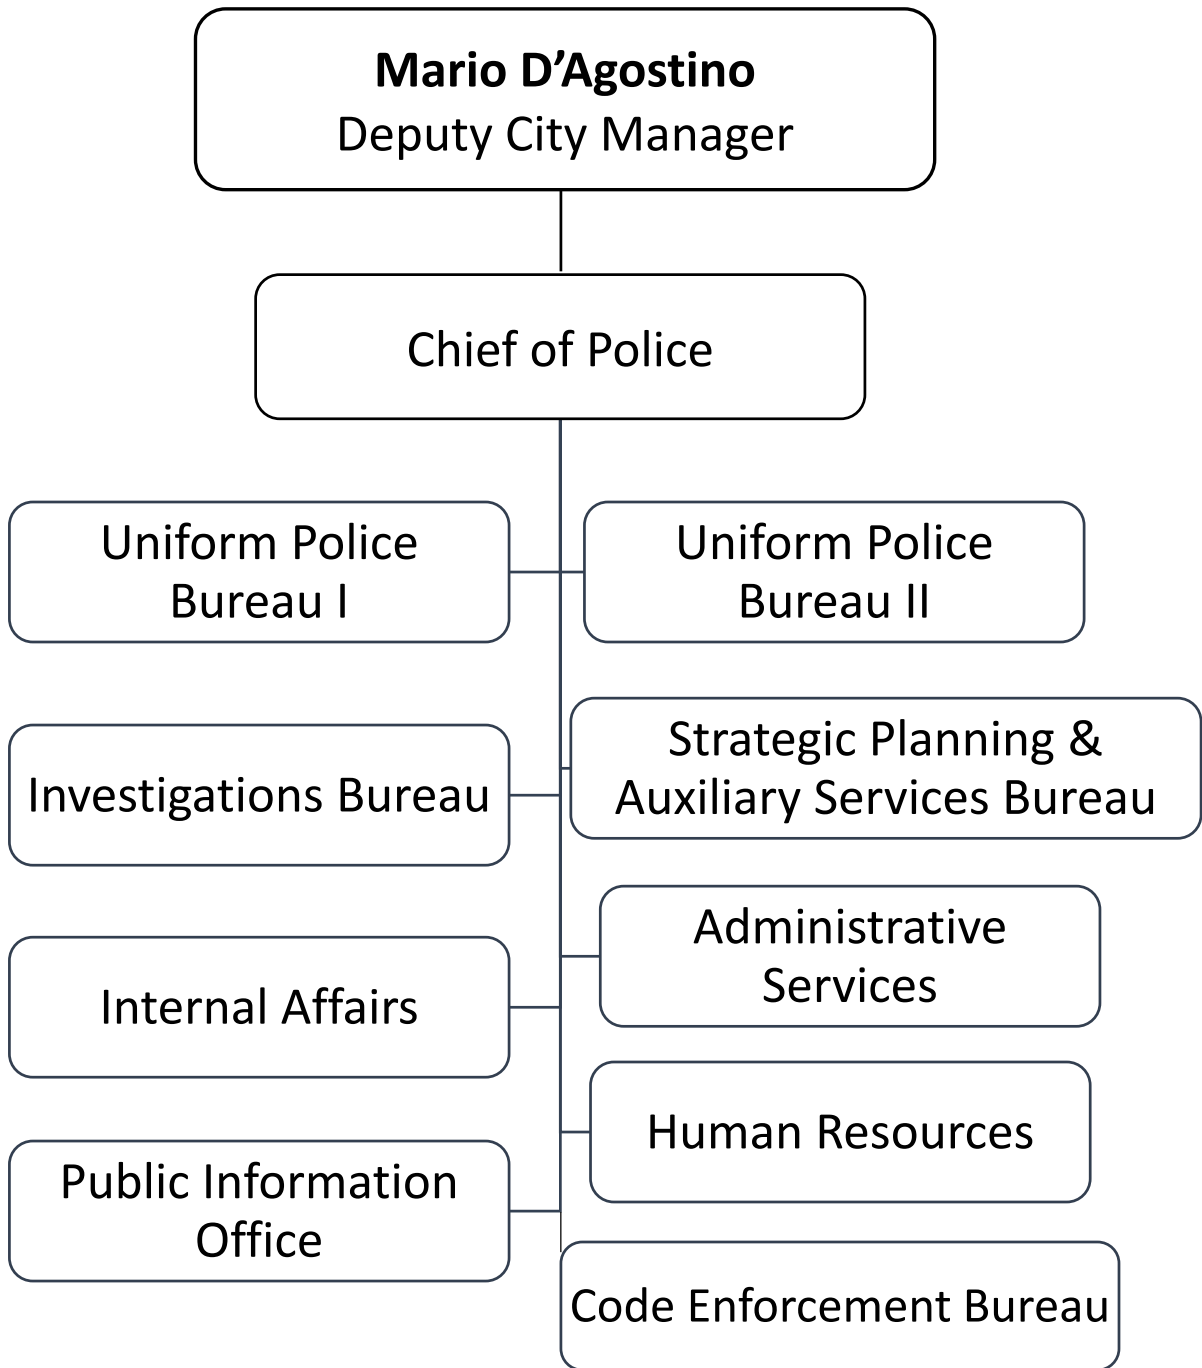 Mario D’Agostino
Deputy City Manager
Chief of Police
Uniform Police
Bureau I
Uniform Police
Bureau II
Investigations Bureau
Strategic Planning &
Auxiliary Services Bureau
Internal Affairs
Administrative
Services
Public Information
Office
Human Resources
Code Enforcement Bureau